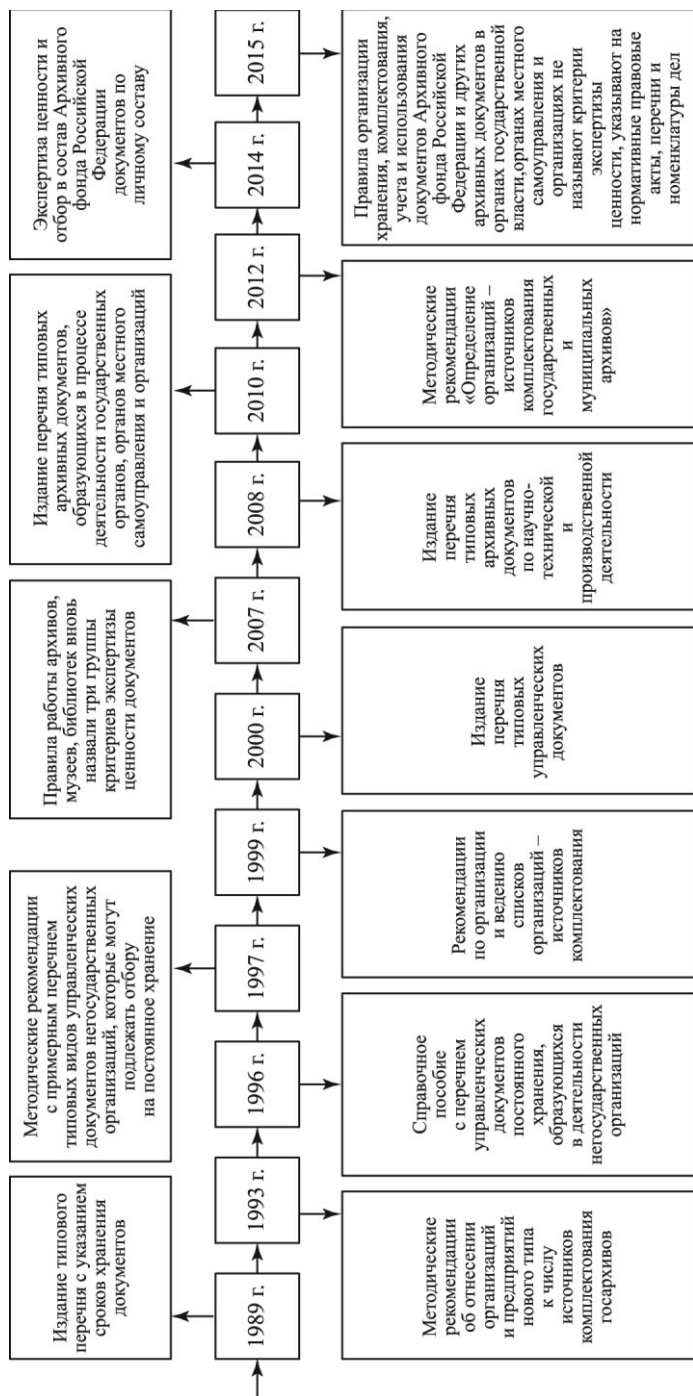 Издание типового
перечня с указанием
сроков хранения
документов
Методические рекомендации
с примерным перечнем
типовых видов управленческих
документов негосударственных
организаций, которые могут
подлежать отбору
на постоянное хранение
Правила работы архивов,
музеев, библиотек вновь
назвали три группы
критериев экспертизы
ценности документов
Издание перечня типовых
архивных документов,
образующихся в процессе
деятельности государственных
органов, органов местного
самоуправления и организаций
Экспертиза ценности и
отбор в состав Архивного
фонда Российской
Федерации
документов по
личному составу
1989 г.
1993 г.
1996 г.
1997 г.
1999 г.
2000 г.
2007 г.
2008 г.
2010 г.
2012 г.
2014 г.
2015 г.
Методические
рекомендации
об отнесении
организаций
и предприятий
нового типа
к числу
источников
комплектования
госархивов
Справочное
пособие
с перечнем
управленческих
документов
постоянного
хранения,
образующихся
в деятельности
негосударственных
организаций
Рекомендации
по организации
и ведению
списков
организаций –
источников
комплектования
Издание
перечня
типовых
управленческих
документов
Издание
перечня
типовых
архивных
документов
по научно-
технической
и
производственной
деятельности
Методические
рекомендации
«Определение
организаций –
источников
комплектования
государственных
и
муниципальных
архивов»
Правила организации
хранения, комплектования,
учета и использования
документов Архивного
фонда Российской
Федерации и других
архивных документов в
органах государственной
власти,органах местного
самоуправления и
организациях не
называют критерии
экспертизы
ценности, указывают на
нормативные правовые
акты, перечни и
номенклатуры дел